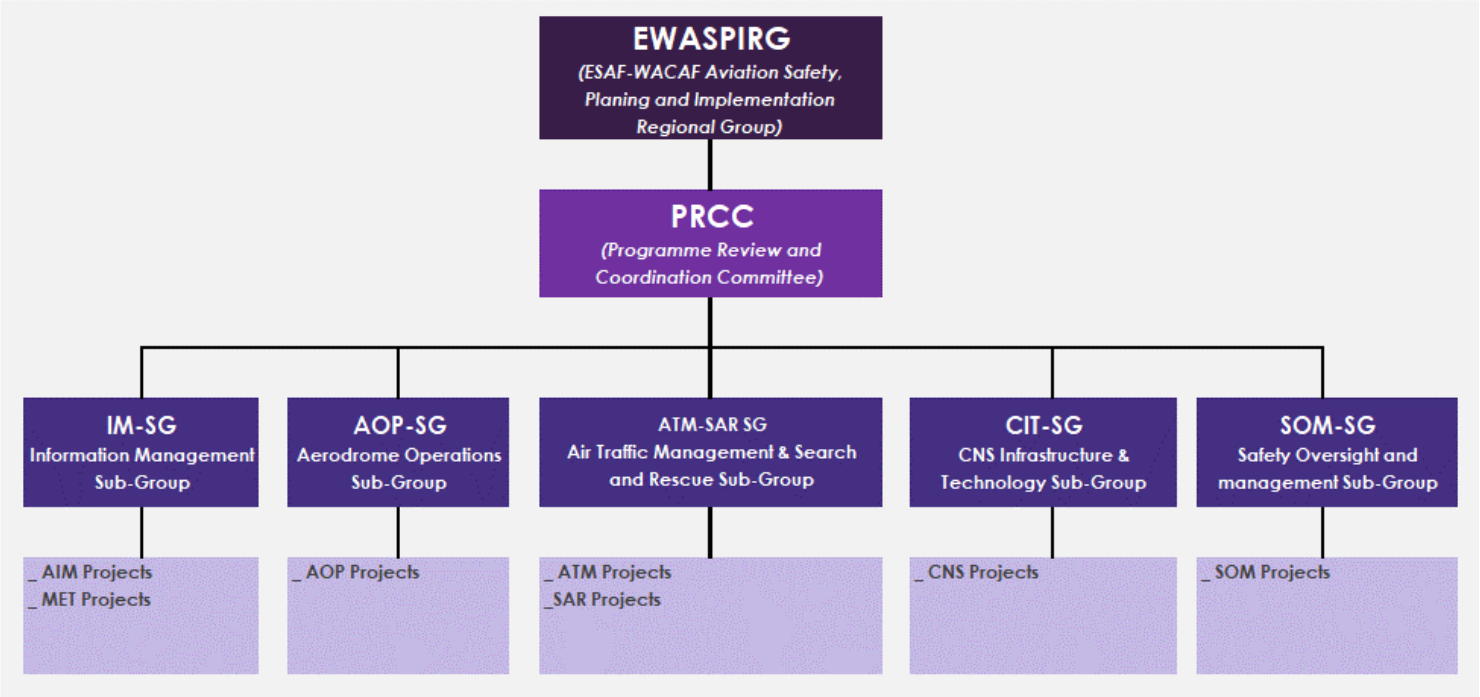 EWASPIRG
(ESAF-WACAF Aviation Safety,
Planing and Implementation
Regional Group)
PRCC
(Programme Review and
Coordination Committee)
IM-SG
Information Management
Sub-Group
AOP-SG
Aerodrome Operations
Sub-Group
ATM-SAR SG
Air Traffic Management & Search
and Rescue Sub-Group
CIT-SG
CNS Infrastructure &
Technology Sub-Group
SOM-SG
Safety Oversight and
management Sub-Group
_ AIM Projects
_ MET Projects
_ AOP Projects
_ ATM Projects
_SAR Projects
_ CNS Projects
_ SOM Projects